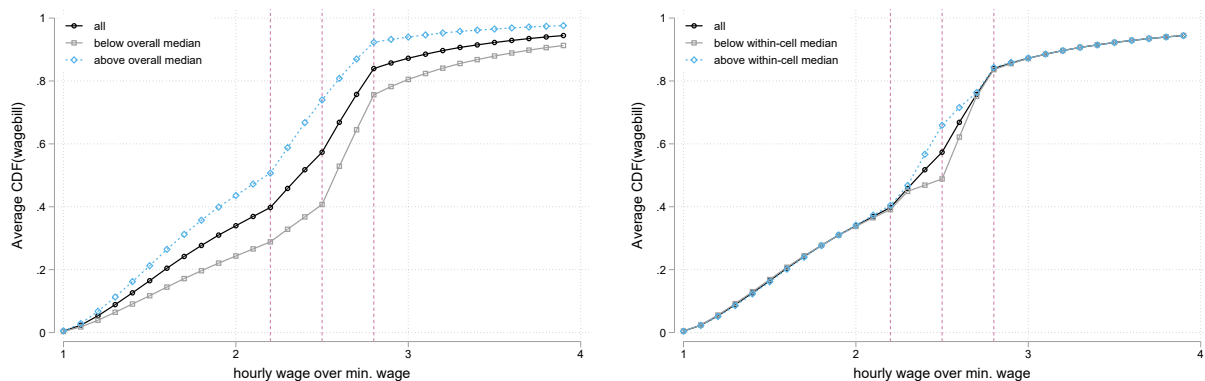 all
below overall median
above overall median
1
.8
.6
.4
.2
0
Average CDF(wagebill)
1
2
3
4
hourly wage over min. wage
all
below within-cell median
above within-cell median
1
.8
.6
.4
.2
0
Average CDF(wagebill)
1
2
3
4
hourly wage over min. wage